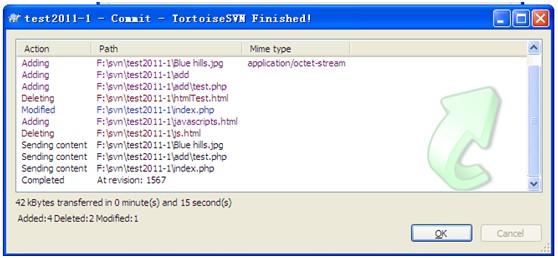 test2011-1 - Commit - TortoiseSVN Finished!
Action Path Mime type
Adding F:\svn\test2011-1\Blue hills.jpg application/octet-stream
Adding F:\svn\test2011-1\add
Adding F:\svn\test2011-1\add\test.php
Deleting F:\svn\test2011-1\htmlTest.html
Modified F:\svn\test2011-1\index.php
Adding F:\svn\test2011-1\javascripts.html
Deleting F:\svn\test2011-1\js.html
Sending content F:\svn\test2011-1\Blue hills.jpg
Sending content F:\svn\test2011-1\add\test.php
Sending content F:\svn\test2011-1\index.php
Completed At revision: 1567
42 kBytes transferred in 0 minute(s) and 15 second(s)
Added:4 Deleted:2 Modified:1
OK Cancel